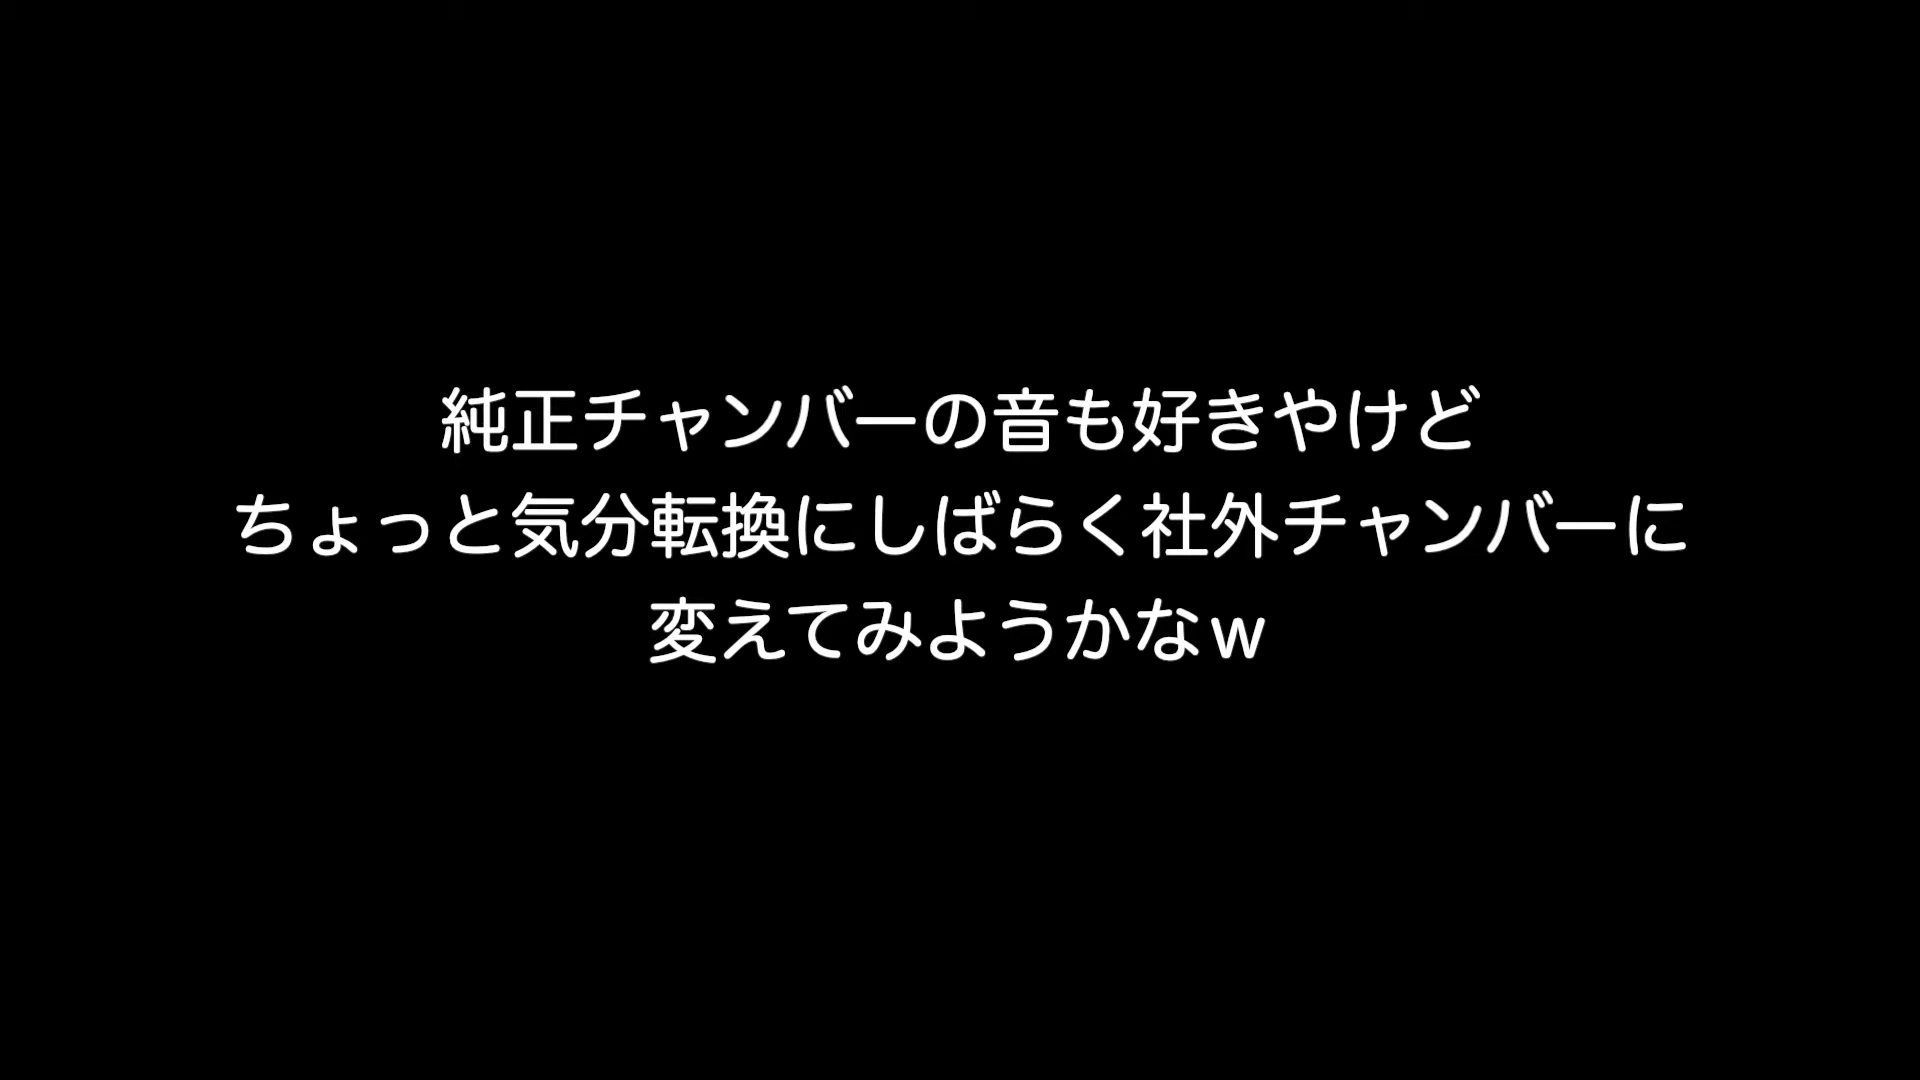 純正チャンバーの音も好きやけど
ちょっと気分転換にしばらく社外チャンバーに
変えてみようかなｗ